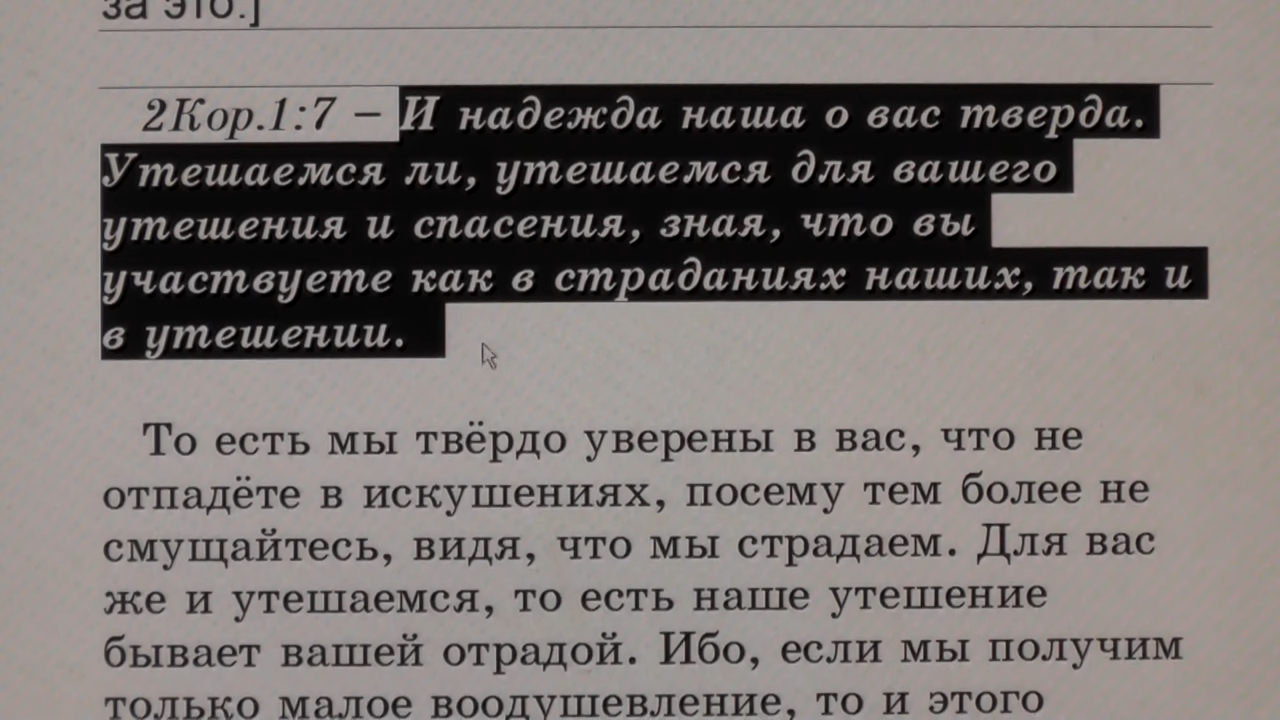 за это.]
2Кор.1:7 – И надежда наша о вас тверда.
Утешаемся ли, утешаемся для вашего
утешения и спасения, зная, что вы
участвуете как в страданиях наших, так и
в утешении.
То есть мы твёрдо уверены в вас, что не
отпадёте в искушениях, посему тем более не
смущайтесь, видя, что мы страдаем. Для вас
же и утешаемся, то есть наше утешение
бывает вашей отрадой. Ибо, если мы получим
только малое воодушевление, то и этого